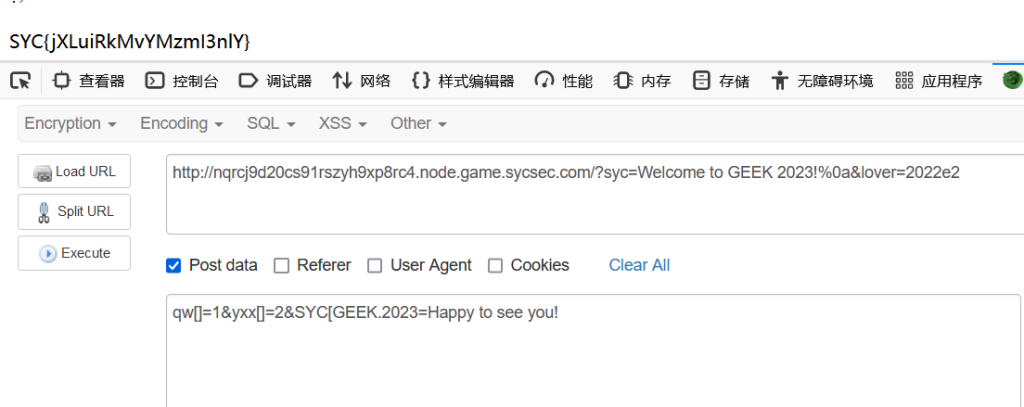 SYC{jXLuiRkMvYMzmI3nlY}
查看器 控制台 调试器 网络 样式编辑器 性能 内存 存储 无障碍环境 应用程序
Encryption Encoding SQL XSS Other
Load URL
http://nqrcj9d20cs91rszyh9xp8rc4.node.game.sycsec.com/?syc=Welcome to GEEK 2023!%0a&lover=2022e2
Split URL
Execute
Post data Referer User Agent Cookies Clear All
qw[]=1&yxx[]=2&SYC[GEEK.2023=Happy to see you!